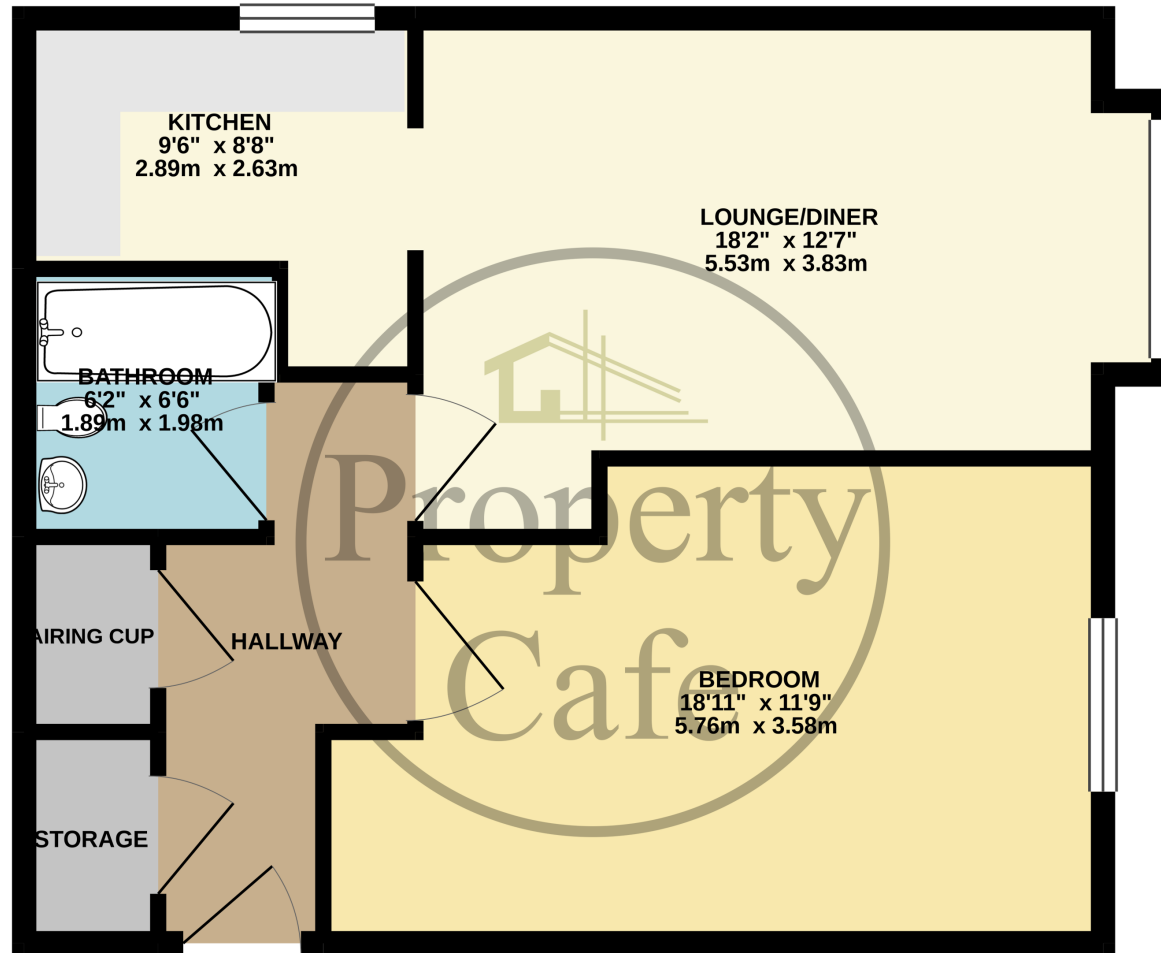 KITCHEN
9'6" x 8'8"
2.89m x 2.63m
LOUNGE/DINER
18'2" x 12'7"
5.53m x 3.83m
BATHROOM
6'2" x 6'6"
1.89m x 1.98m
Property
Cafe
AIRING CUP
HALLWAY
BEDROOM
18'11" x 11'9"
5.76m x 3.58m
STORAGE